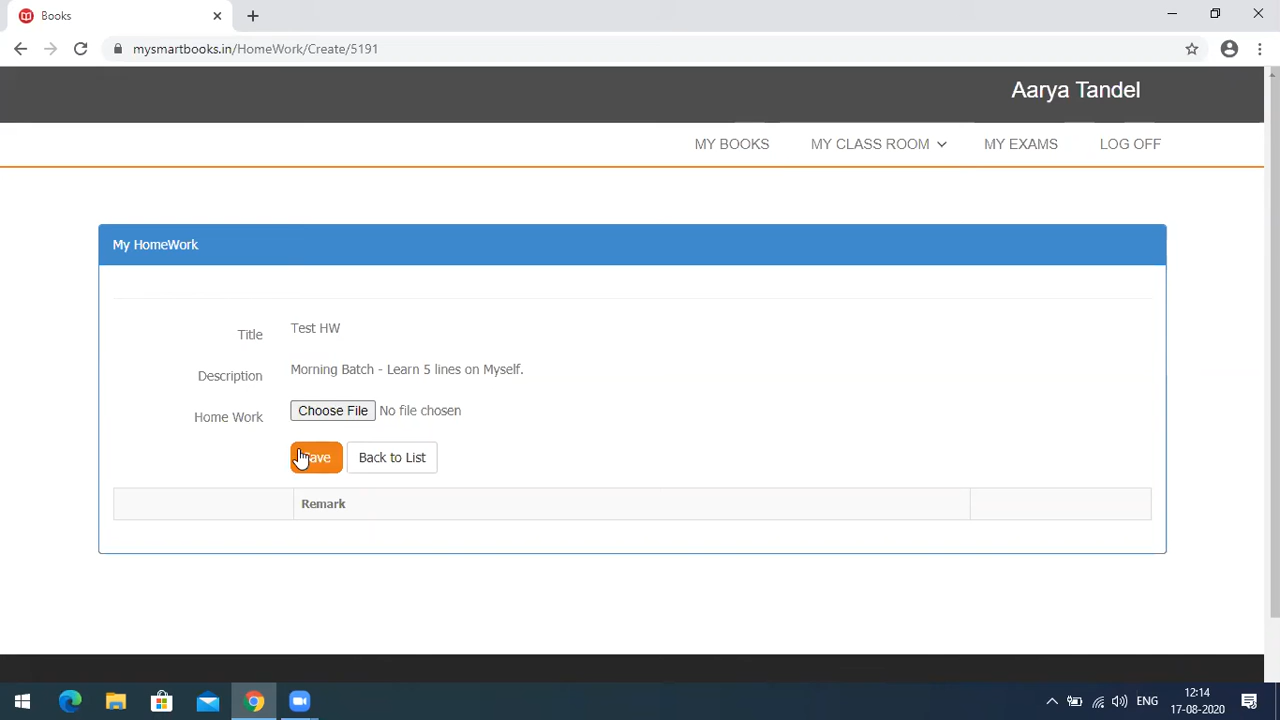 Books
mysmartbooks.in/HomeWork/Create/5191
Aarya Tandel
MY BOOKS MY CLASS ROOM MY EXAMS LOG OFF
My HomeWork
Title Test HW
Description Morning Batch - Learn 5 lines on Myself.
Home Work Choose File No file chosen
Back to List
Remark
ENG
12:14
17-08-2020